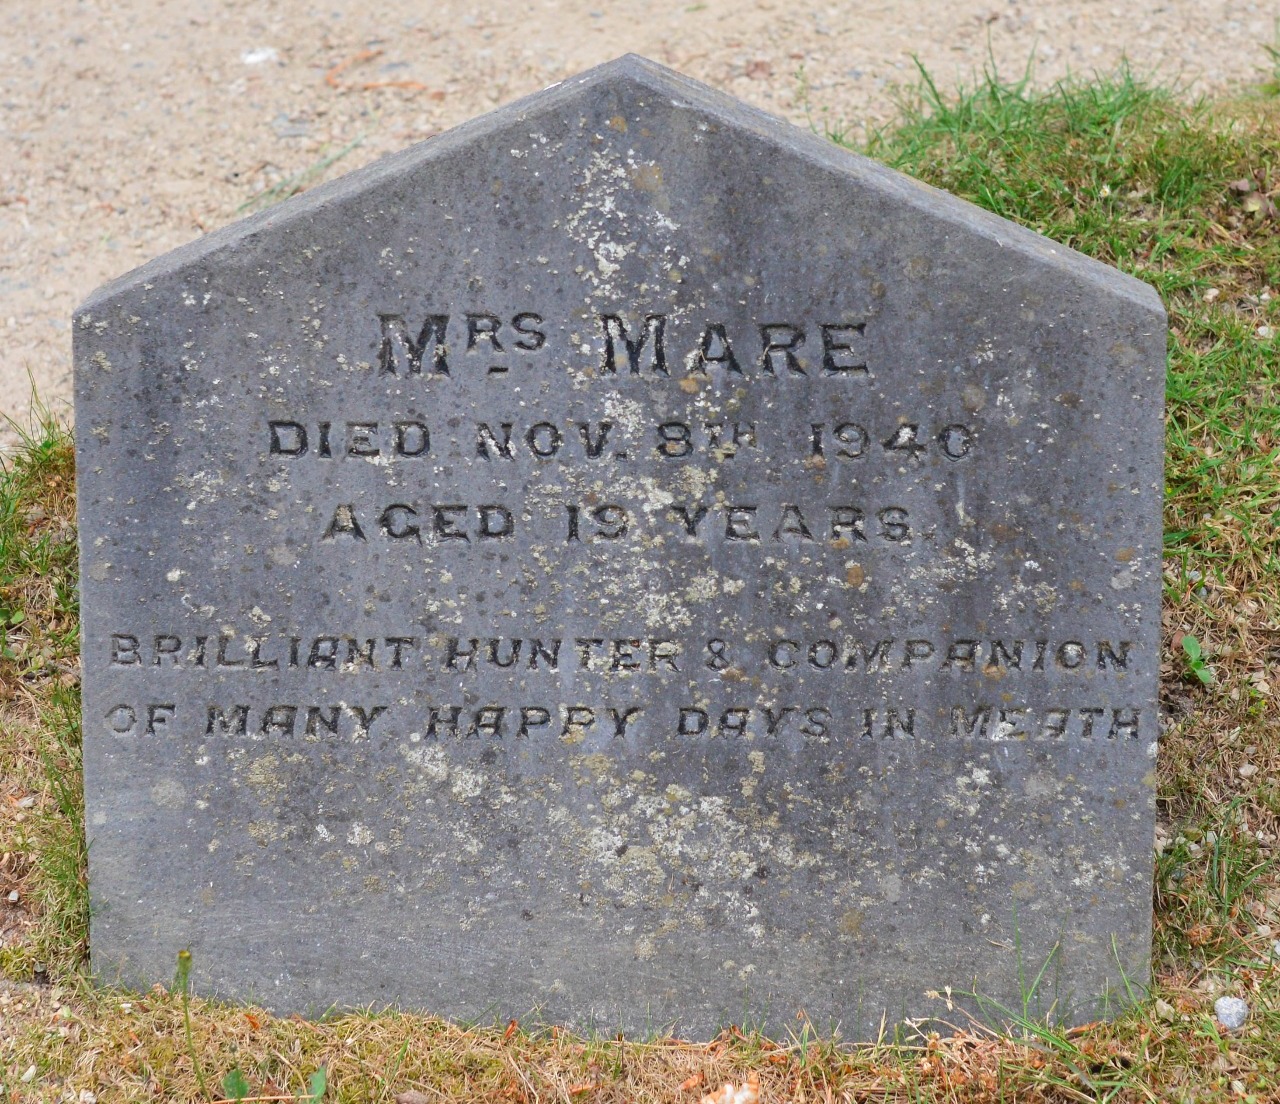 MRS MARE
DIED NOV. 8TH 1940
AGED 19 YEARS.
BRILLIANT HUNTER & COMPANION
OF MANY HAPPY DAYS IN MEATH